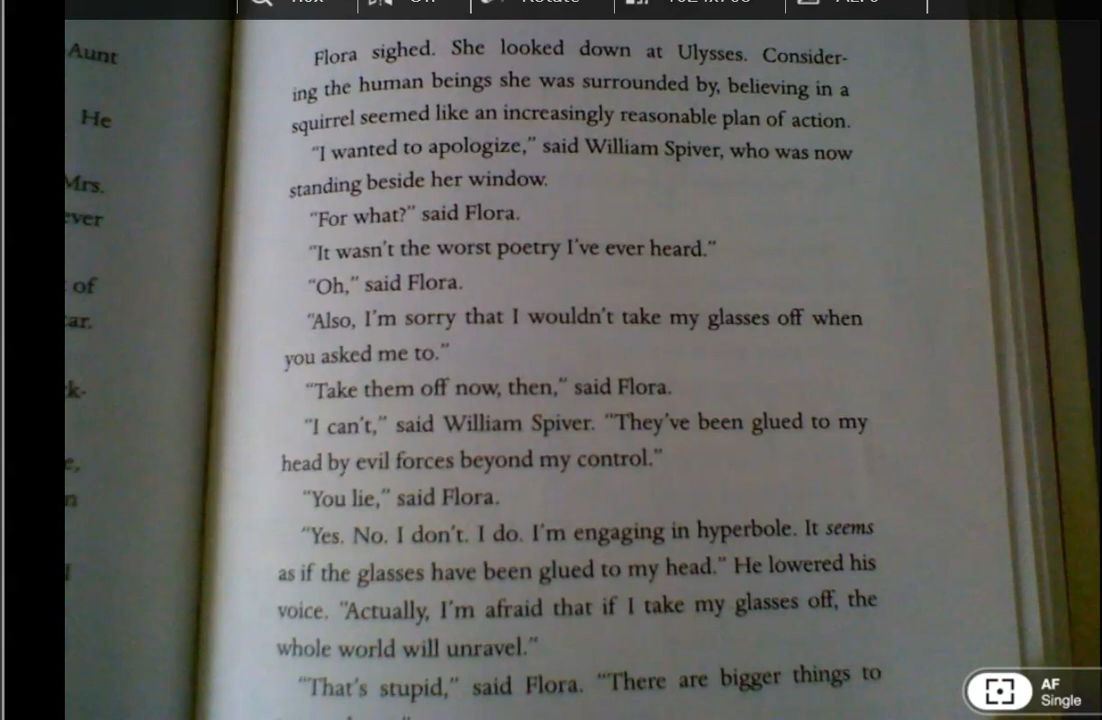 Aunt
He
Mrs.
ever
of
ar.
k-
e,
n
Flora sighed. She looked down at Ulysses. Consider-
ing the human beings she was surrounded by, believing in a
squirrel seemed like an increasingly reasonable plan of action.
"I wanted to apologize," said William Spiver, who was now
standing beside her window.
"For what?" said Flora.
"It wasn't the worst poetry I've ever heard."
"Oh," said Flora.
"Also, I'm sorry that I wouldn't take my glasses off when
you asked me to."
"Take them off now, then," said Flora.
"I can't," said William Spiver. "They've been glued to my
head by evil forces beyond my control."
"You lie," said Flora.
"Yes. No. I don't. I do. I'm engaging in hyperbole. It seems
as if the glasses have been glued to my head." He lowered his
voice. "Actually, I'm afraid that if I take my glasses off, the
whole world will unravel."
"That's stupid," said Flora. "There are bigger things to
AF
Single